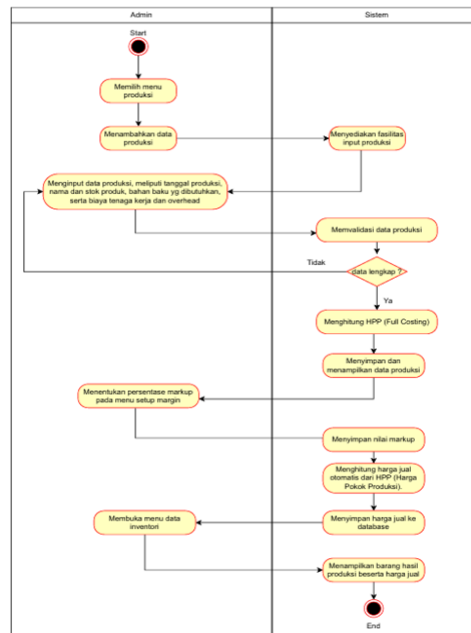 Admin
Sistem
Start
Memilih menu
produksi
Menambahkan data
produksi
Menyediakan fasilitas
input produksi
Menginput data produksi, meliputi tanggal produksi,
nama dan stok produk, bahan baku yg dibutuhkan,
serta biaya tenaga kerja dan overhead
Memvalidasi data produksi
Tidak
data lengkap ?
Ya
Menghitung HPP (Full Costing)
Menyimpan dan
menampilkan data produksi
Menentukan persentase markup
pada menu setup margin
Menyimpan nilai markup
Menghitung harga jual
otomatis dari HPP (Harga
Pokok Produksi).
Membuka menu data
inventori
Menyimpan harga jual ke
database
Menampilkan barang hasil
produksi beserta harga jual
End